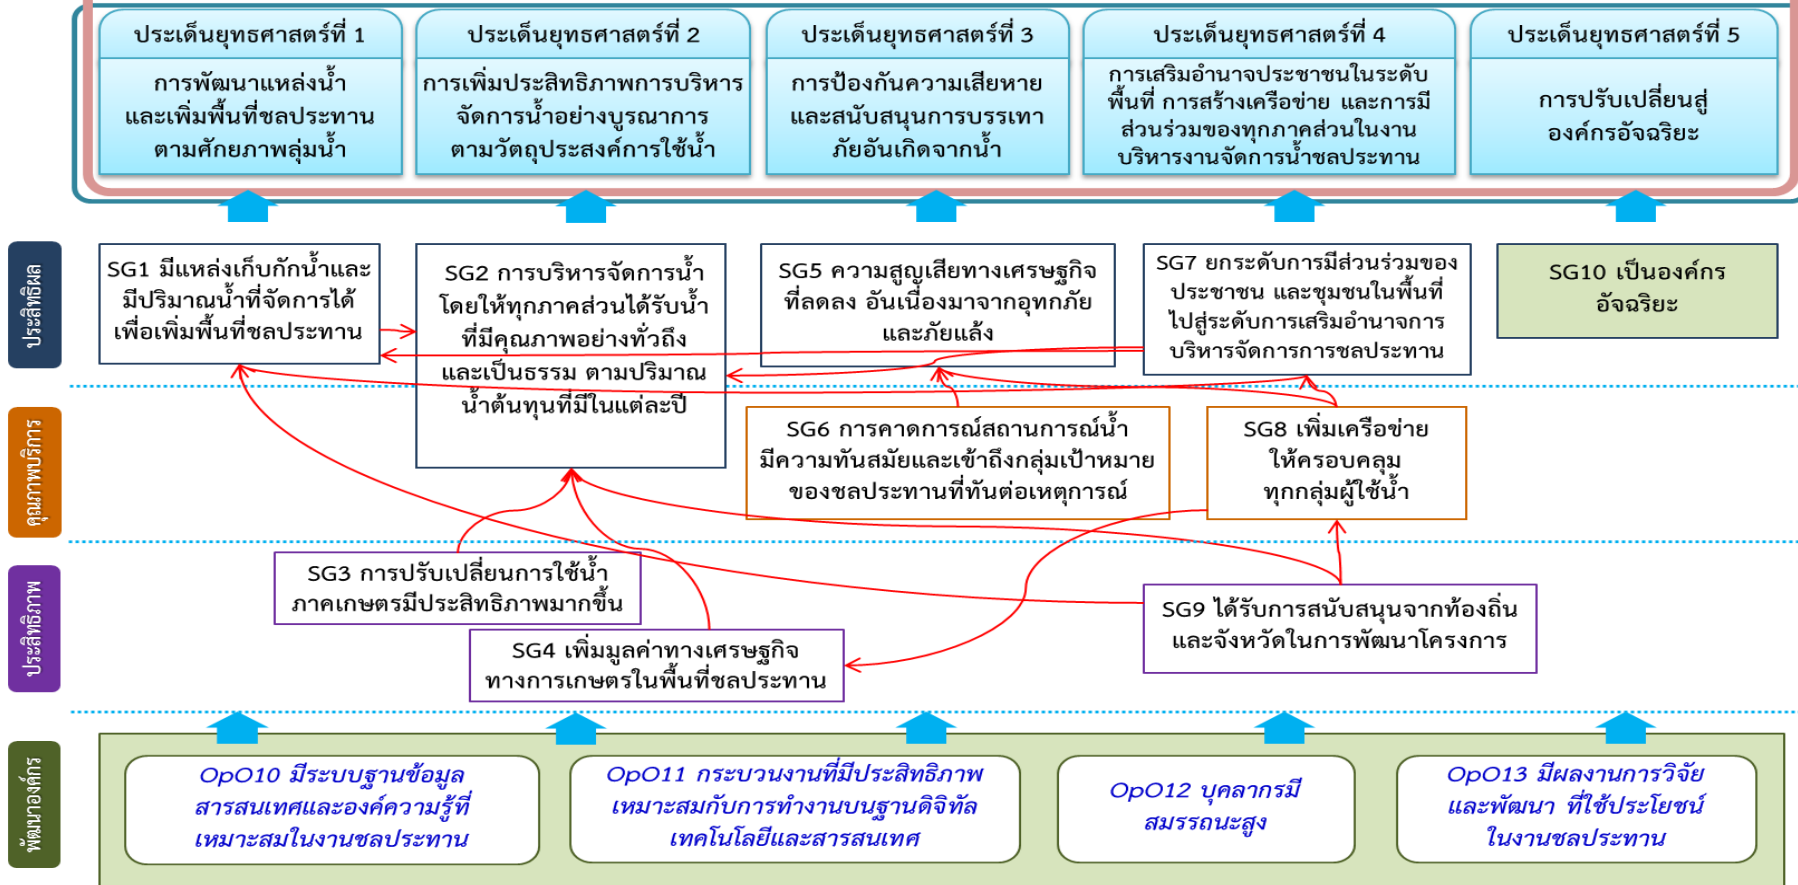 ประเด็นยุทธศาสตร์ที่ 1
การพัฒนาแหล่งน้ำ
และเพิ่มพื้นที่ชลประทาน
ตามศักยภาพลุ่มน้ำ
ประเด็นยุทธศาสตร์ที่ 2
การเพิ่มประสิทธิภาพการบริหาร
จัดการน้ำอย่างบูรณาการ
ตามวัตถุประสงค์การใช้น้ำ
ประเด็นยุทธศาสตร์ที่ 3
การป้องกันความเสียหาย
และสนับสนุนการบรรเทา
ภัยอันเกิดจากน้ำ
ประเด็นยุทธศาสตร์ที่ 4
การเสริมอำนาจประชาชนในระดับ
พื้นที่ การสร้างเครือข่าย และการมี
ส่วนร่วมของทุกภาคส่วนในงาน
บริหารงานจัดการน้ำชลประทาน
ประเด็นยุทธศาสตร์ที่ 5
การปรับเปลี่ยนสู่
องค์กรอัจฉริยะ
ประสิทธิผล
SG1 มีแหล่งเก็บกักน้ำและ
มีปริมาณน้ำที่จัดการได้
เพื่อเพิ่มพื้นที่ชลประทาน
SG2 การบริหารจัดการน้ำ
โดยให้ทุกภาคส่วนได้รับน้ำ
ที่มีคุณภาพอย่างทั่วถึง
และเป็นธรรม ตามปริมาณ
น้ำต้นทุนที่มีในแต่ละปี
SG5 ความสูญเสียทางเศรษฐกิจ
ที่ลดลง อันเนื่องมาจากอุทกภัย
และภัยแล้ง
SG7 ยกระดับการมีส่วนร่วมของ
ประชาชน และชุมชนในพื้นที่
ไปสู่ระดับการเสริมอำนาจการ
บริหารจัดการการชลประทาน
SG10 เป็นองค์กร
อัจฉริยะ
คุณภาพบริการ
SG6 การคาดการณ์สถานการณ์น้ำ
มีความทันสมัยและเข้าถึงกลุ่มเป้าหมาย
ของชลประทานที่ทันต่อเหตุการณ์
SG8 เพิ่มเครือข่าย
ให้ครอบคลุม
ทุกกลุ่มผู้ใช้น้ำ
ประสิทธิภาพ
SG3 การปรับเปลี่ยนการใช้น้ำ
ภาคเกษตรมีประสิทธิภาพมากขึ้น
SG4 เพิ่มมูลค่าทางเศรษฐกิจ
ทางการเกษตรในพื้นที่ชลประทาน
SG9 ได้รับการสนับสนุนจากท้องถิ่น
และจังหวัดในการพัฒนาโครงการ
พัฒนาองค์กร
OpO10 มีระบบฐานข้อมูล
สารสนเทศและองค์ความรู้ที่
เหมาะสมในงานชลประทาน
OpO11 กระบวนงานที่มีประสิทธิภาพ
เหมาะสมกับการทำงานบนฐานดิจิทัล
เทคโนโลยีและสารสนเทศ
OpO12 บุคลากรมี
สมรรถนะสูง
OpO13 มีผลงานการวิจัย
และพัฒนา ที่ใช้ประโยชน์
ในงานชลประทาน